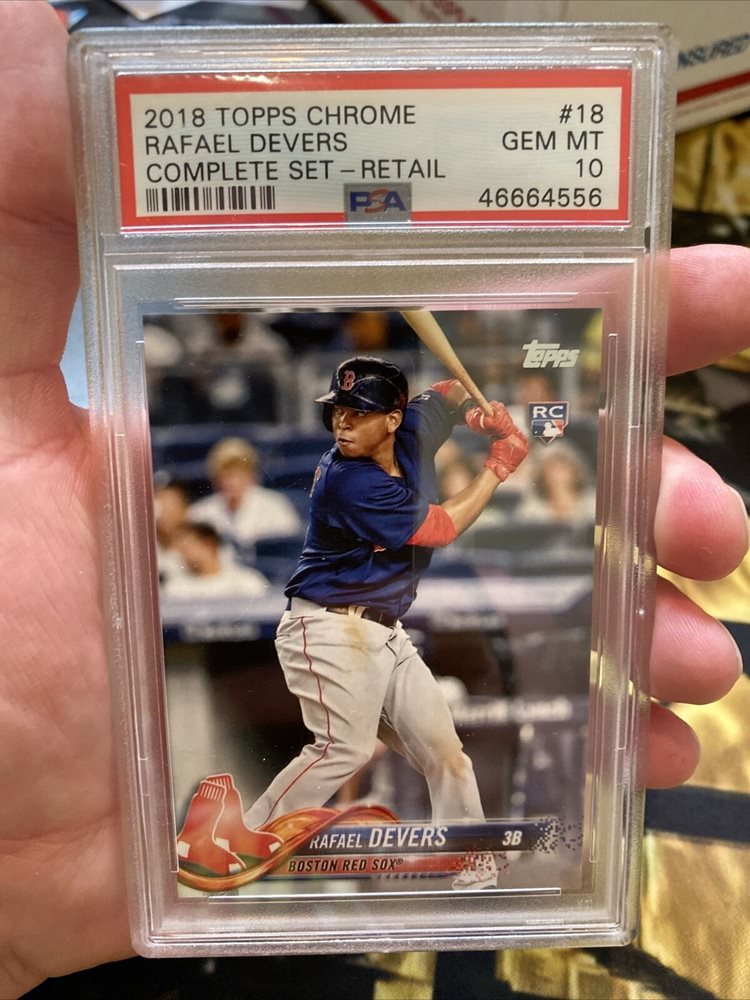 2018 TOPPS CHROME #18
RAFAEL DEVERS GEM MT
COMPLETE SET – RETAIL 10
PSA 46664556
Topps
RC
B
RAFAEL DEVERS 3B
BOSTON RED SOX®